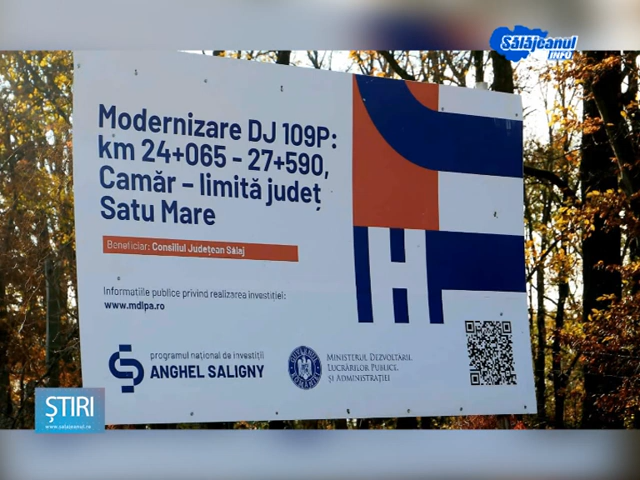 Sălăjeanul
INFO
Modernizare DJ 109P:
km 24+065 - 27+590,
Camăr – limită județ
Satu Mare
Beneficiar: Consiliul Județean Sălaj
Informațiile publice privind realizarea investiției:
www.mdlpa.ro
programul național de investiții
ANGHEL SALIGNY
MINISTERUL DEZVOLTĂRII,
LUCRĂRILOR PUBLICE
ȘI ADMINISTRAȚIEI
ȘTIRI
www.salajeanul.ro